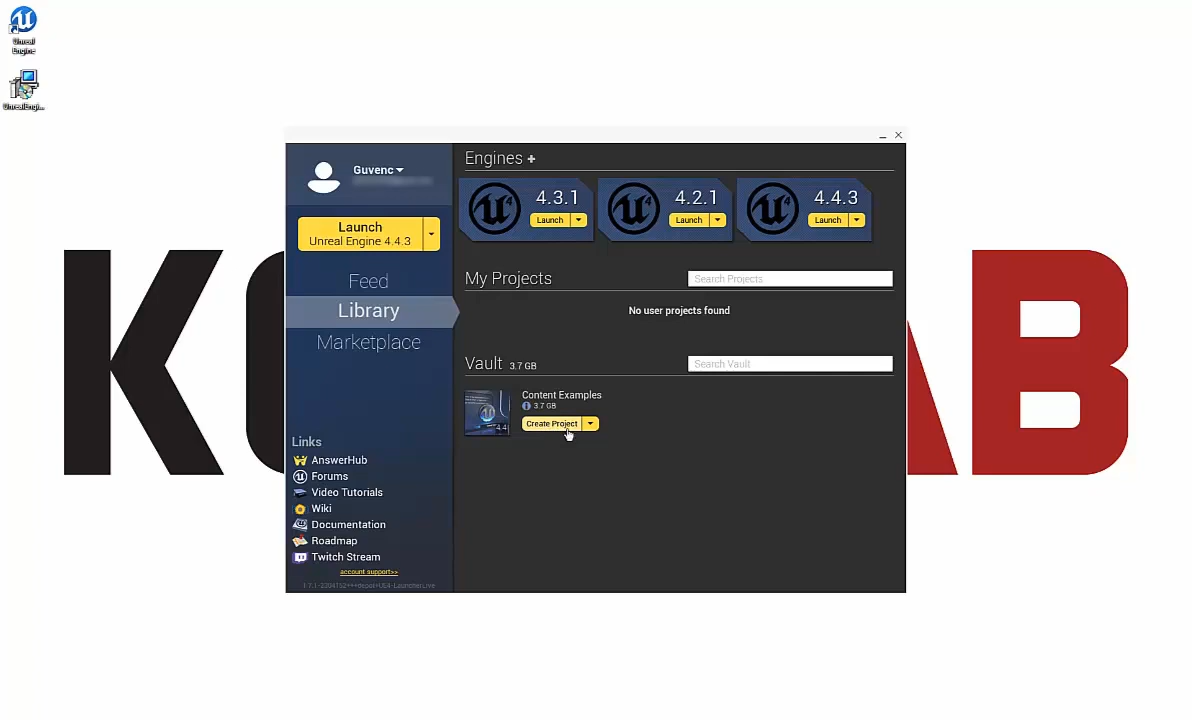 Unreal
Engine
UnrealEngi...
Guvenc
Launch
Unreal Engine 4.4.3
Feed
Library
Marketplace
Links
AnswerHub
Forums
Video Tutorials
Wiki
Documentation
Roadmap
Twitch Stream
account support>>
Engines +
4.3.1
Launch
4.2.1
Launch
4.4.3
Launch
My Projects
Search Projects
No user projects found
Vault 3.7 GB
Search Vault
Content Examples
3.7 GB
Create Project
4.4